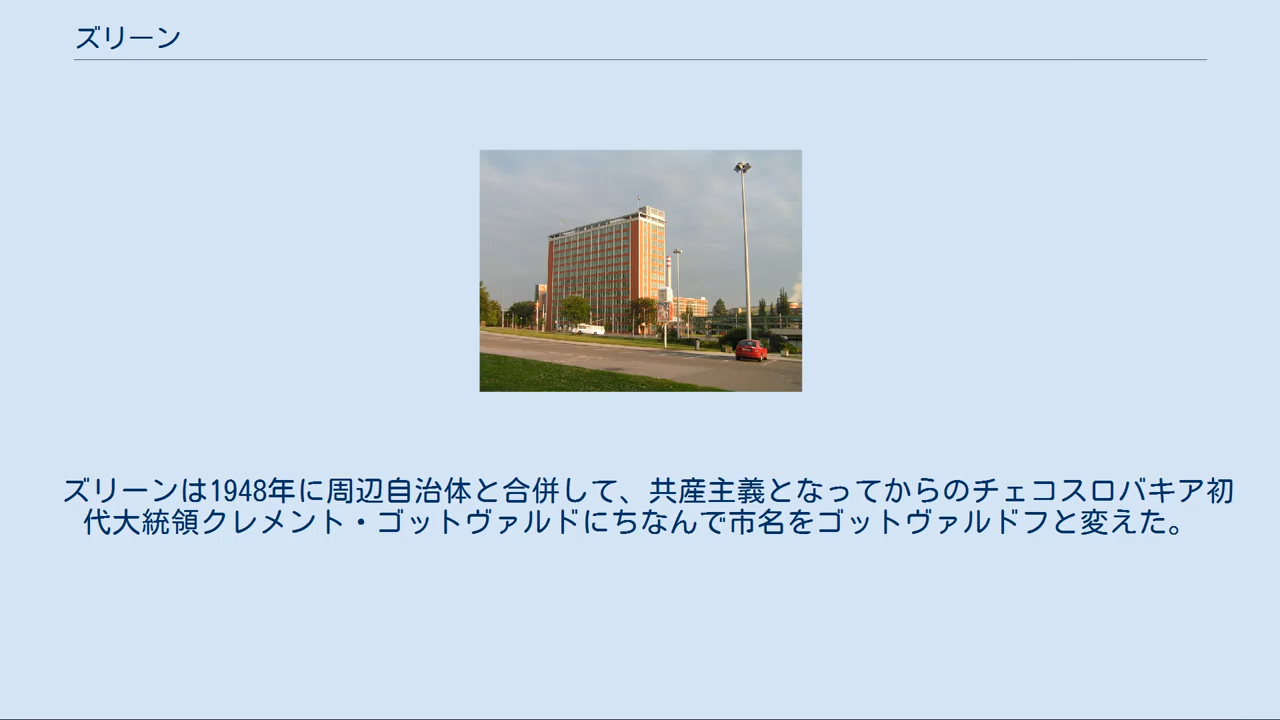 ズリーン
ズリーンは1948年に周辺自治体と合併して、共産主義となってからのチェコスロバキア初
代大統領クレメント・ゴットヴァルドにちなんで市名をゴットヴァルドフと変えた。